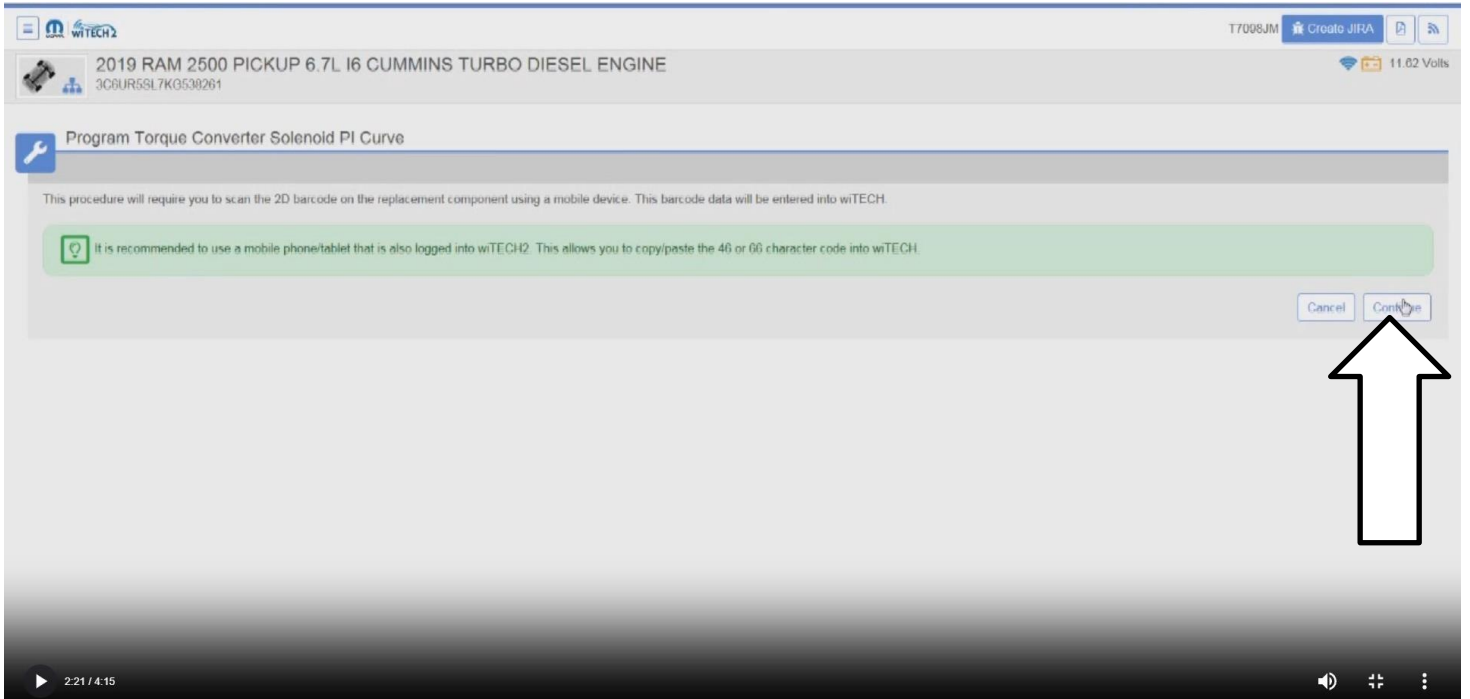 wiTECH2
T7098JM Create JIRA
2019 RAM 2500 PICKUP 6.7L I6 CUMMINS TURBO DIESEL ENGINE
11.62 Volts
3C6UR5SL7KG538261
Program Torque Converter Solenoid PI Curve
This procedure will require you to scan the 2D barcode on the replacement component using a mobile device. This barcode data will be entered into wiTECH.
It is recommended to use a mobile phone/tablet that is also logged into wiTECH2. This allows you to copy/paste the 46 or 66 character code into wiTECH.
Cancel
2:21 / 4:15